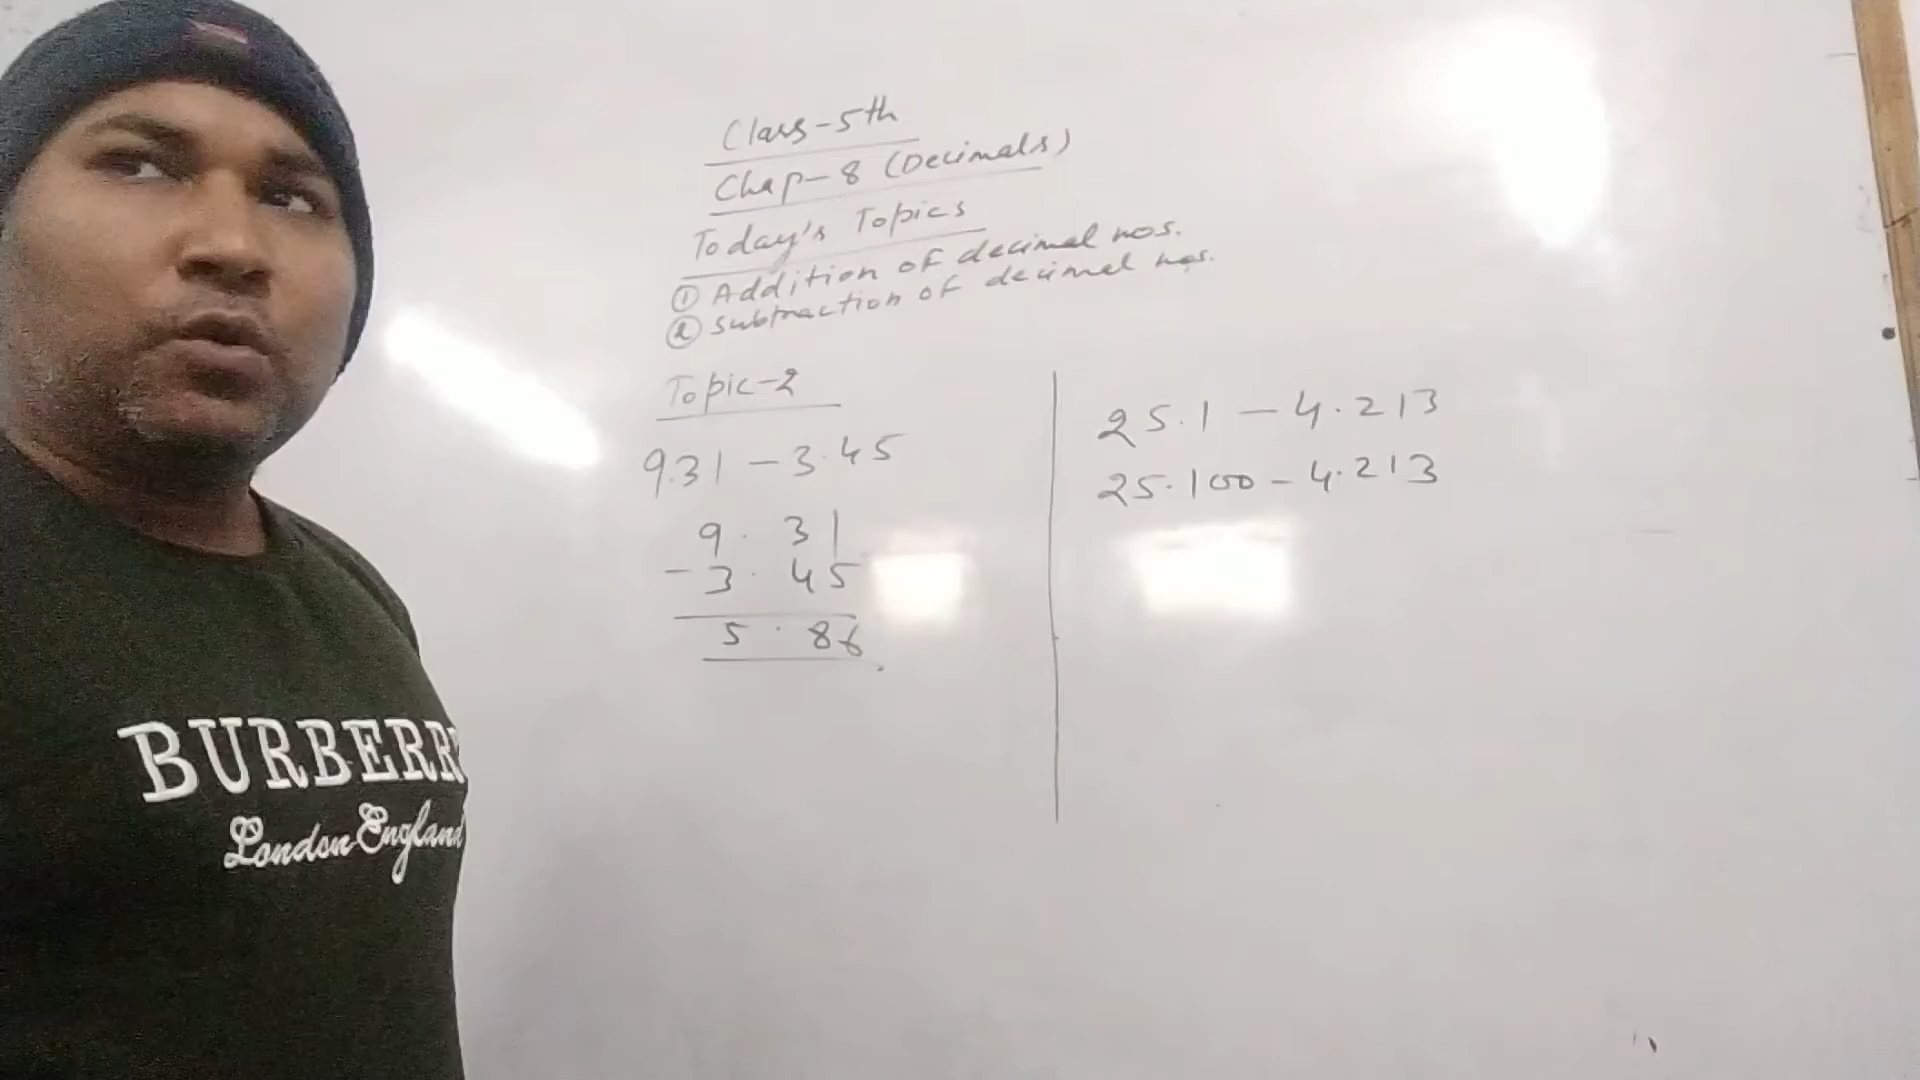 Class-5th
Chap-8 (Decimals)
Today's Topics
① Addition of decimal nos.
② Subtraction of decimal nos.
Topic-2
9.31 - 3.45
9. 31
- 3. 45
5. 86
25.1 - 4.213
25.100 - 4.213
BURBERR
London England